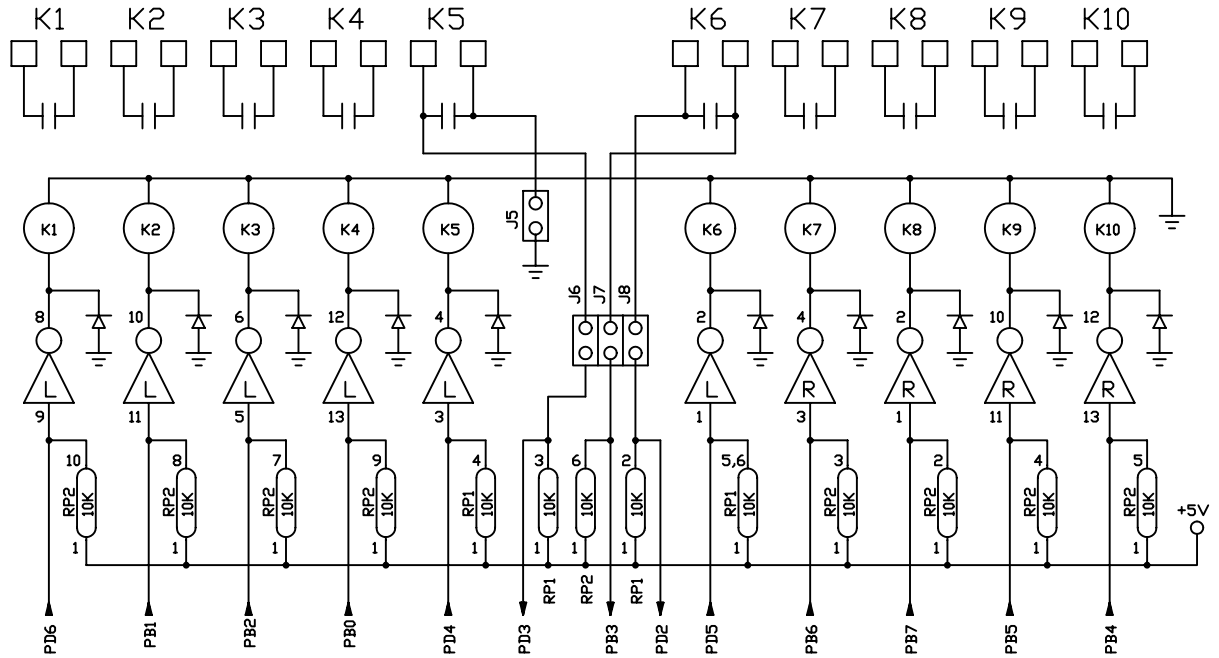 K1 K2 K3 K4 K5 K6 K7 K8 K9 K10
K1 K2 K3 K4 K5 J5 K6 K7 K8 K9 K10
J6 J7 J8
8 10 6 12 4 2 4 2 10 12
L L L L L L R R R R
9 11 5 13 3 1 3 1 11 13
10 8 7 9 4 3 6 2 5,6 3 2 4 5
RP2 10K RP2 10K RP2 10K RP2 10K RP1 10K 10K 10K 10K RP1 10K RP2 10K RP2 10K RP2 10K RP2 10K
+5V
1 1 1 1 1 1 1 1 1 1 1 1 1
RP1 RP2 RP1
PD6 PB1 PB2 PB0 PD4 PD3 PB3 PD2 PD5 PB6 PB7 PB5 PB4